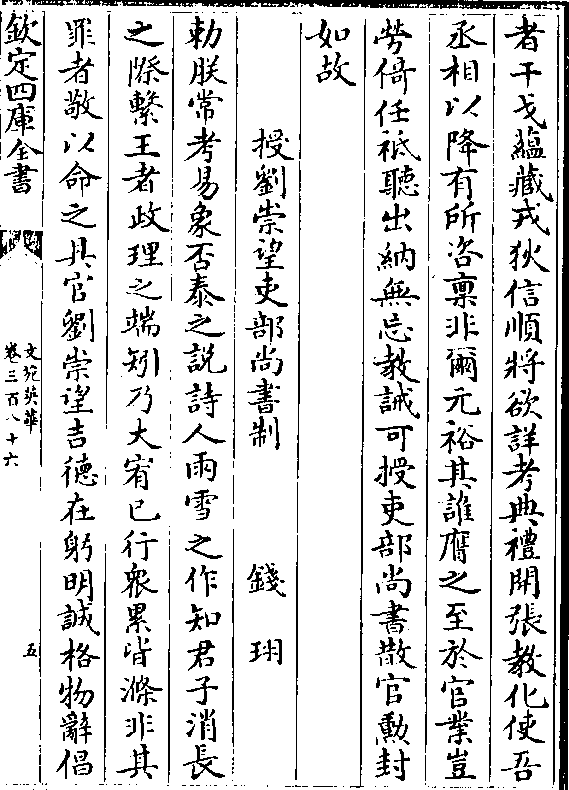 者干戈蘊藏戎狄信順將欲詳考典禮開張教化使吾
丞相以降有所咨禀非爾元裕其誰膺之至於官業豈
勞倚任祗聽出納無忘教誡可授吏部尚書散官勲封
如故
授劉崇望吏部尚書制 錢珝
勅朕常考易象否泰之説詩人雨雪之作知君子消長
之際繫王者政理之端矧乃大宥已行衆累皆滌非其
罪者敬以命之具官劉崇望吉德在躬明誠格物辭倡
欽定四庫全書
文苑英華
卷三百八十六
五